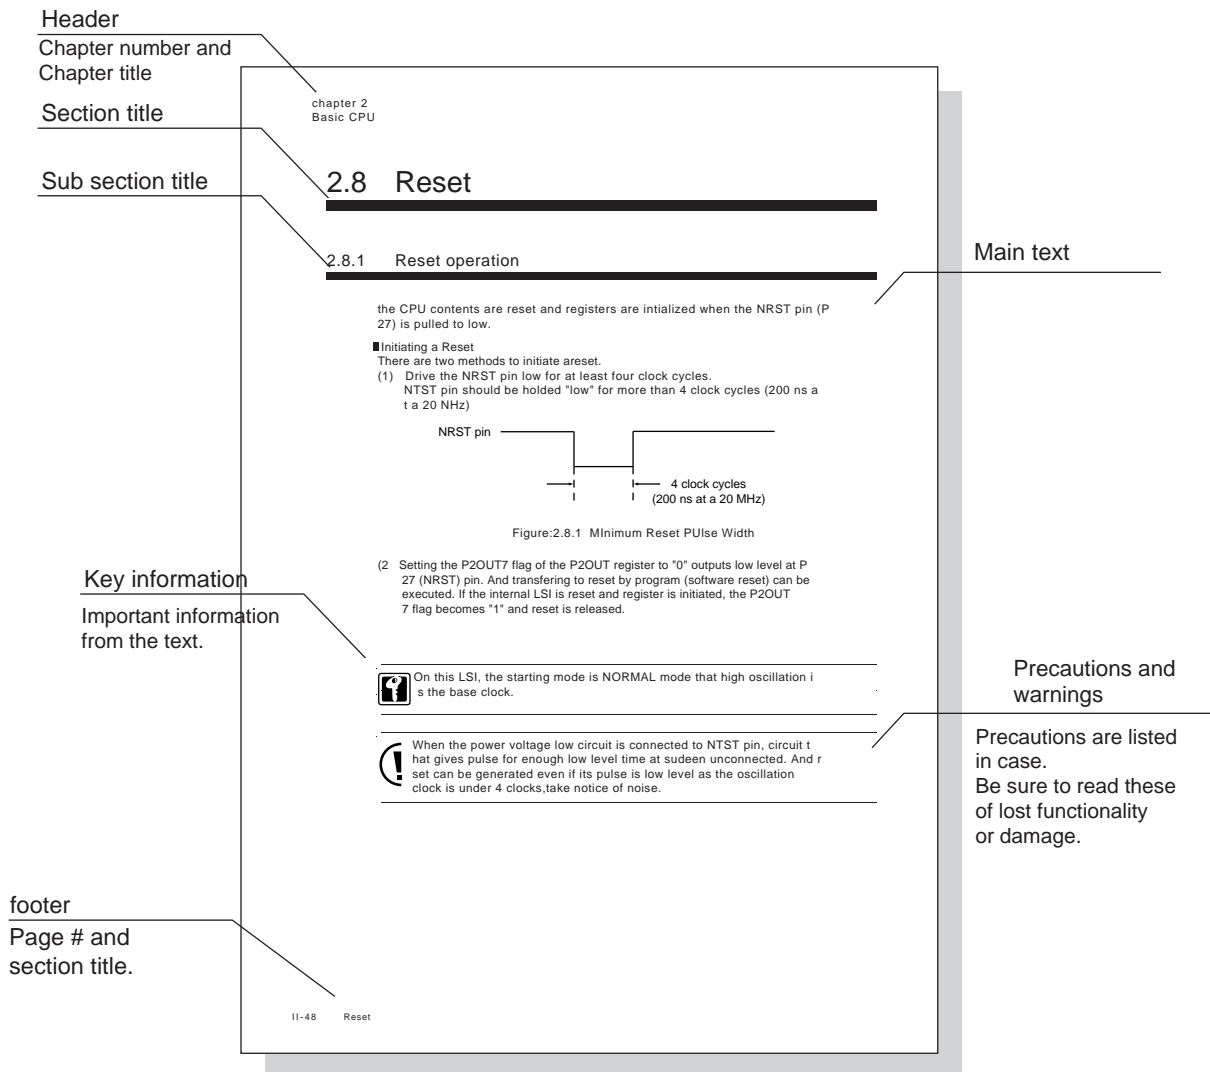 Header
Chapter number and
Chapter title
Section title
Sub section title
chapter 2
Basic CPU
2.8 Reset
2.8.1 Reset operation
Main text
the CPU contents are reset and registers are intialized when the NRST pin (P
27) is pulled to low.
Initiating a Reset
There are two methods to initiate areset.
(1) Drive the NRST pin low for at least four clock cycles.
NTST pin should be holded "low" for more than 4 clock cycles (200 ns a
t a 20 NHz)
NRST pin
4 clock cycles
(200 ns at a 20 MHz)
Figure:2.8.1 MInimum Reset PUlse Width
(2 Setting the P2OUT7 flag of the P2OUT register to "0" outputs low level at P
27 (NRST) pin. And transfering to reset by program (software reset) can be
executed. If the internal LSI is reset and register is initiated, the P2OUT
7 flag becomes "1" and reset is released.
Key information
Important information
from the text.
On this LSI, the starting mode is NORMAL mode that high oscillation i
s the base clock.
When the power voltage low circuit is connected to NTST pin, circuit t
hat gives pulse for enough low level time at sudeen unconnected. And r
set can be generated even if its pulse is low level as the oscillation
clock is under 4 clocks,take notice of noise.
Precautions and
warnings
Precautions are listed
in case.
Be sure to read these
of lost functionality
or damage.
footer
Page # and
section title.
II-48 Reset